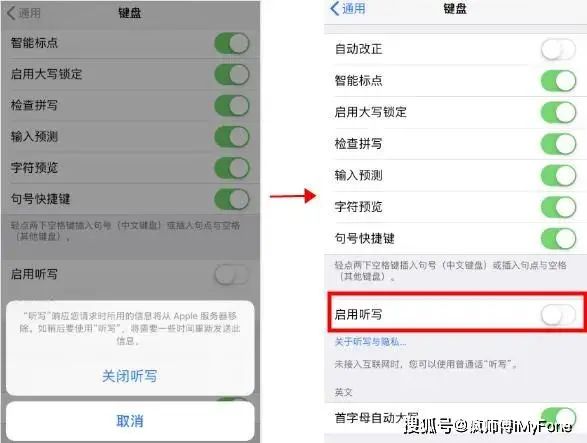 通用
键盘
智能标点
启用大写锁定
检查拼写
输入预测
字符预览
句号快捷键
轻点两下空格键插入句号（中文键盘）或插入句点与空格
（其他键盘）。
启用听写
“听写”响应您请求时所用的信息将从 Apple 服务器移
除。如稍后要使用“听写”，将需要一些时间重新发送此
信息。
关闭听写
取消
通用
键盘
自动改正
智能标点
启用大写锁定
检查拼写
输入预测
字符预览
句号快捷键
轻点两下空格键插入句号（中文键盘）或插入句点与空格
（其他键盘）。
启用听写
关于听写与隐私...
未接入互联网时，您可以使用普通话“听写”。
英文
首字母自动大写
搜狐号@疯师傅iMyFone